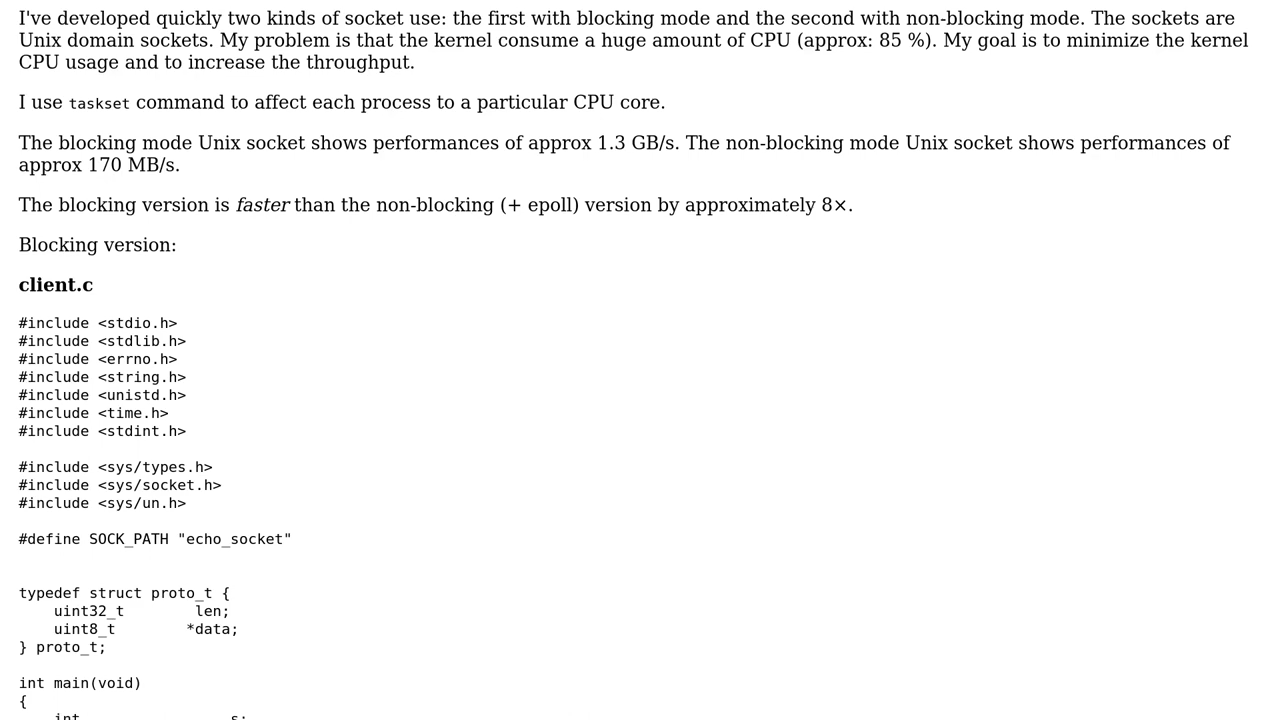 I've developed quickly two kinds of socket use: the first with blocking mode and the second with non-blocking mode. The sockets are
Unix domain sockets. My problem is that the kernel consume a huge amount of CPU (approx: 85 %). My goal is to minimize the kernel
CPU usage and to increase the throughput.
I use taskset command to affect each process to a particular CPU core.
The blocking mode Unix socket shows performances of approx 1.3 GB/s. The non-blocking mode Unix socket shows performances of
approx 170 MB/s.
The blocking version is faster than the non-blocking (+ epoll) version by approximately 8×.
Blocking version:
client.c
#include <stdio.h>
#include <stdlib.h>
#include <errno.h>
#include <string.h>
#include <unistd.h>
#include <time.h>
#include <stdint.h>
#include <sys/types.h>
#include <sys/socket.h>
#include <sys/un.h>
#define SOCK_PATH "echo_socket"
typedef struct proto_t {
    uint32_t        len;
    uint8_t        *data;
} proto_t;
int main(void)
{
    int                 s;